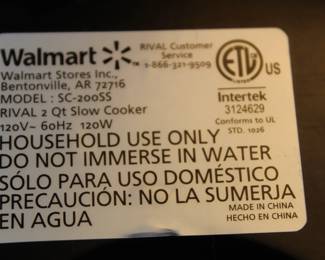 Walmart
RIVAL Customer
Service
1-866-321-9509
Walmart Stores Inc.,
Bentonville, AR 72716
MODEL : SC-200SS
RIVAL 2 Qt Slow Cooker
120V~ 60Hz 120W
ETL US
Intertek
3124629
Conforms to UL
STD. 1026
HOUSEHOLD USE ONLY
DO NOT IMMERSE IN WATER
SÓLO PARA USO DOMÉSTICO
PRECAUCIÓN: NO LA SUMERJA
EN AGUA
MADE IN CHINA
HECHO EN CHINA